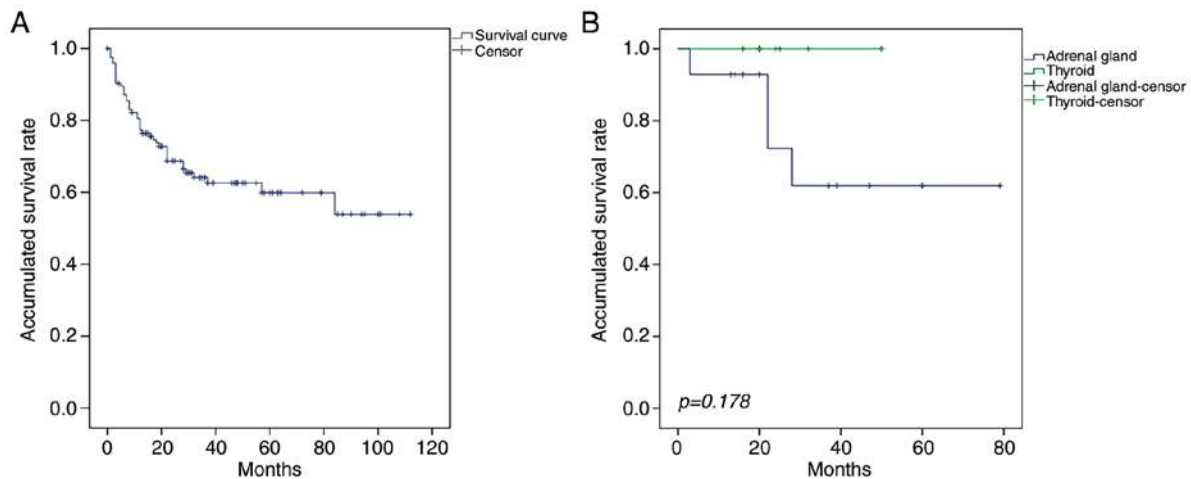 A
Accumulated survival rate
1.0
0.8
0.6
0.4
0.2
0.0
0 20 40 60 80 100 120
Months
Survival curve
Censor
B
Accumulated survival rate
1.0
0.8
0.6
0.4
0.2
0.0
p=0.178
0 20 40 60 80
Months
Adrenal gland
Thyroid
Adrenal gland-censor
Thyroid-censor